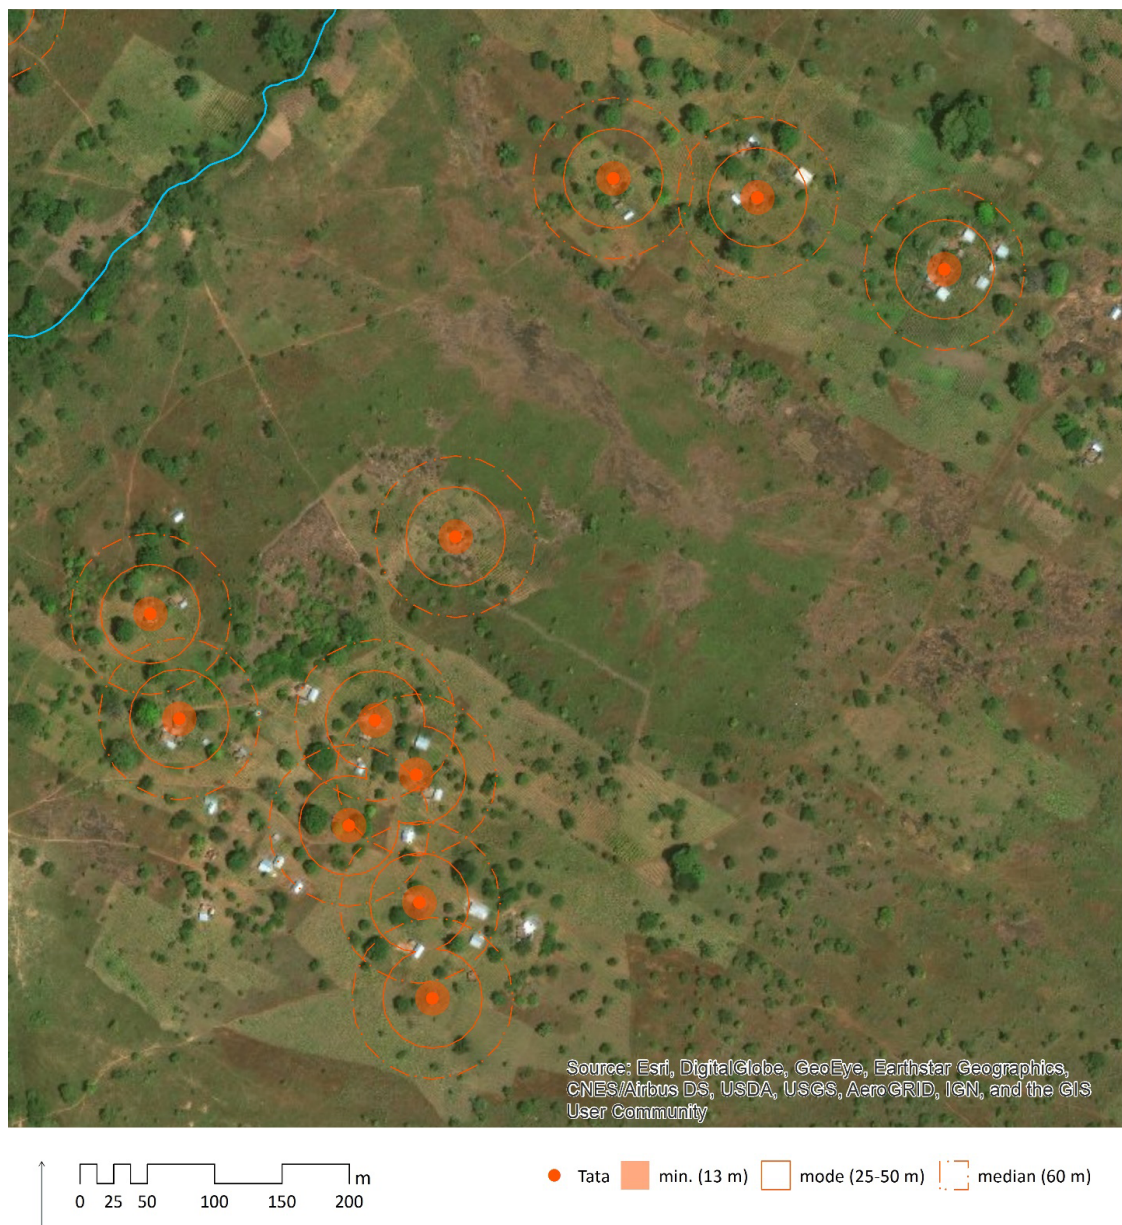 Source: Esri, DigitalGlobe, GeoEye, Earthstar Geographics,
CNES/Airbus DS, USDA, USGS, AeroGRID, IGN, and the GIS
User Community
m
0 25 50 100 150 200
Tata min. (13 m) mode (25-50 m) median (60 m)